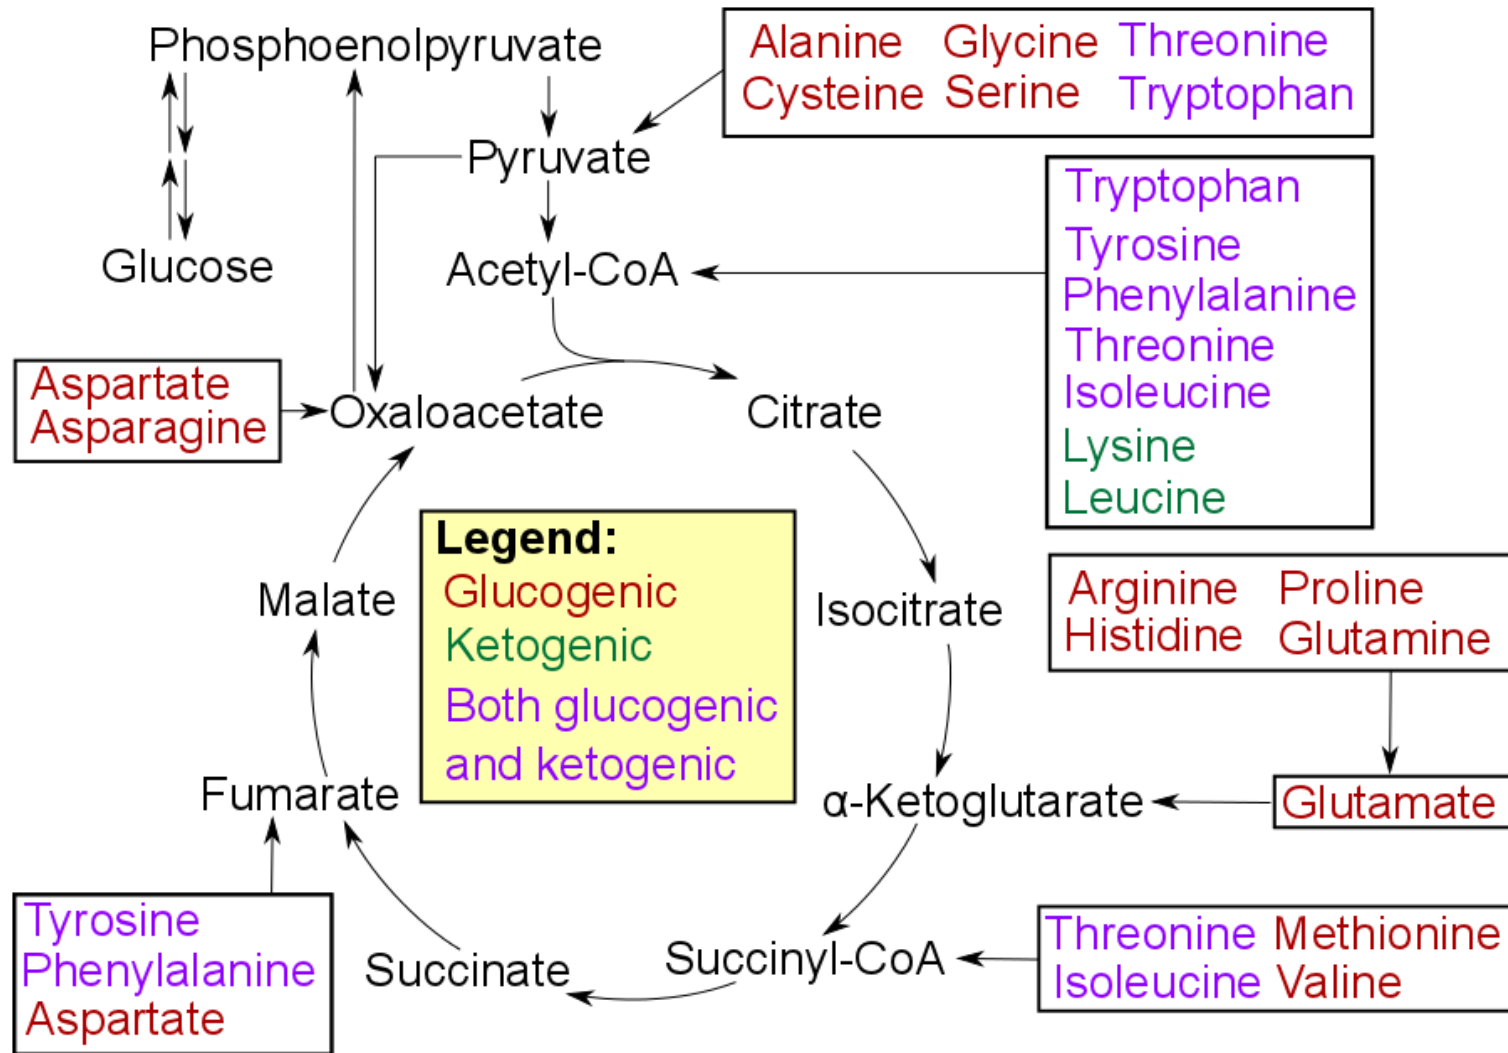 Phosphoenolpyruvate
Alanine Glycine Threonine
Cysteine Serine Tryptophan
Pyruvate
Glucose
Acetyl-CoA
Tryptophan
Tyrosine
Phenylalanine
Threonine
Isoleucine
Lysine
Leucine
Aspartate
Asparagine
Oxaloacetate
Citrate
Legend:
Glucogenic
Ketogenic
Both glucogenic
and ketogenic
Malate
Isocitrate
Arginine Proline
Histidine Glutamine
Fumarate
α-Ketoglutarate
Glutamate
Tyrosine
Phenylalanine
Aspartate
Succinate
Succinyl-CoA
Threonine Methionine
Isoleucine Valine